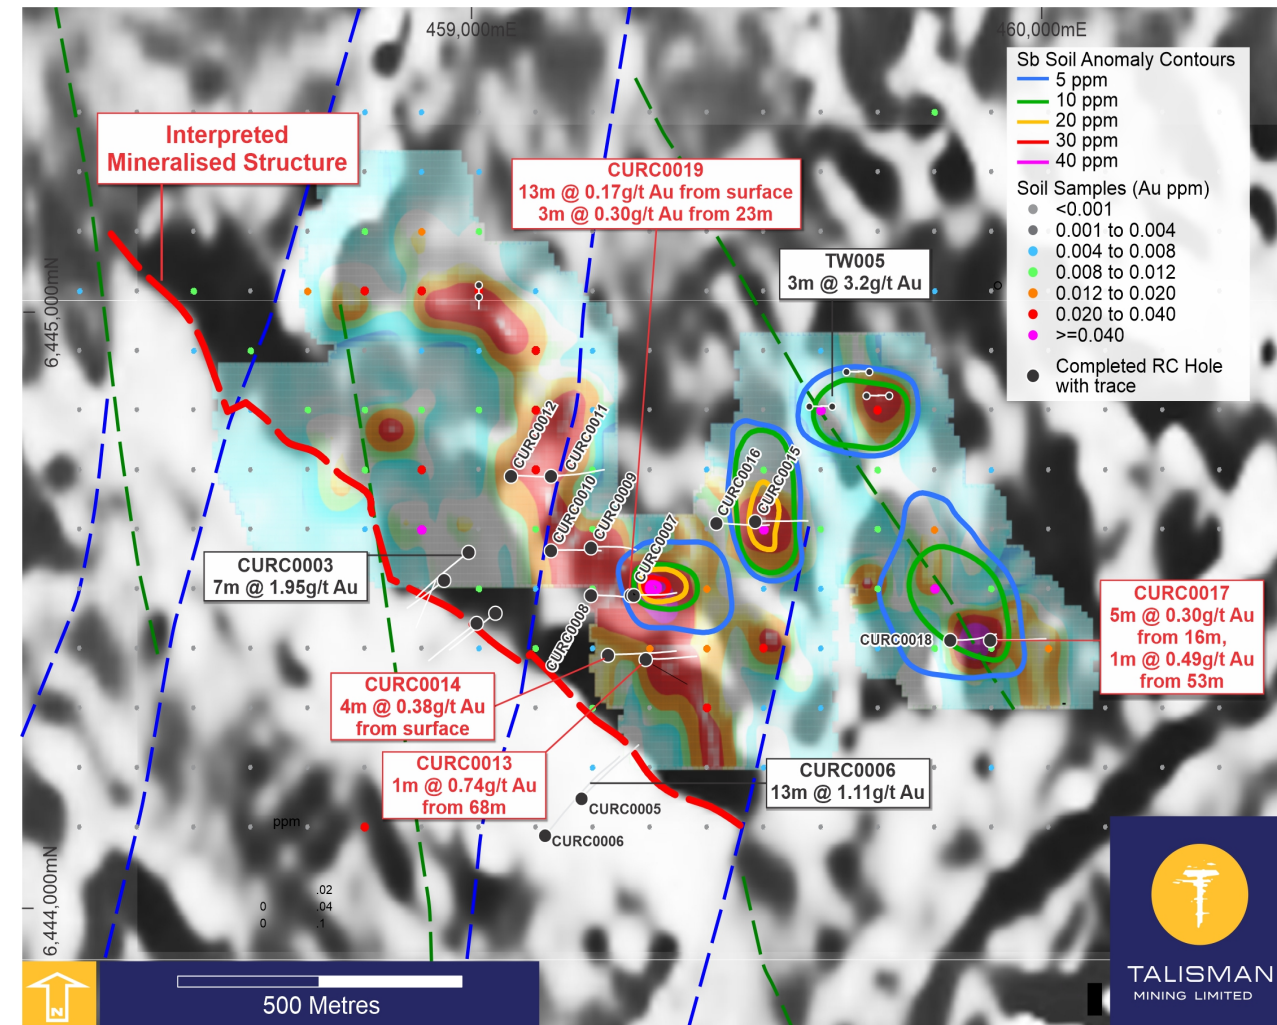 459,000mE
460,000mE
Sb Soil Anomaly Contours
5 ppm
10 ppm
20 ppm
30 ppm
40 ppm
Soil Samples (Au ppm)
<0.001
0.001 to 0.004
0.004 to 0.008
0.008 to 0.012
0.012 to 0.020
0.020 to 0.040
>=0.040
Completed RC Hole
with trace
Interpreted
Mineralised Structure
CURC0019
13m @ 0.17g/t Au from surface
3m @ 0.30g/t Au from 23m
TW005
3m @ 3.2g/t Au
6,445,000mN
CURC0012
CURC0011
CURC0010
CURC0009
CURC0016
CURC0015
CURC0007
CURC0008
CURC0003
7m @ 1.95g/t Au
CURC0018
CURC0017
5m @ 0.30g/t Au
from 16m,
1m @ 0.49g/t Au
from 53m
CURC0014
4m @ 0.38g/t Au
from surface
CURC0013
1m @ 0.74g/t Au
from 68m
CURC0006
13m @ 1.11g/t Au
CURC0005
CURC0006
ppm
.02
0 .04
0 .1
6,444,000mN
N
500 Metres
TALISMAN
MINING LIMITED